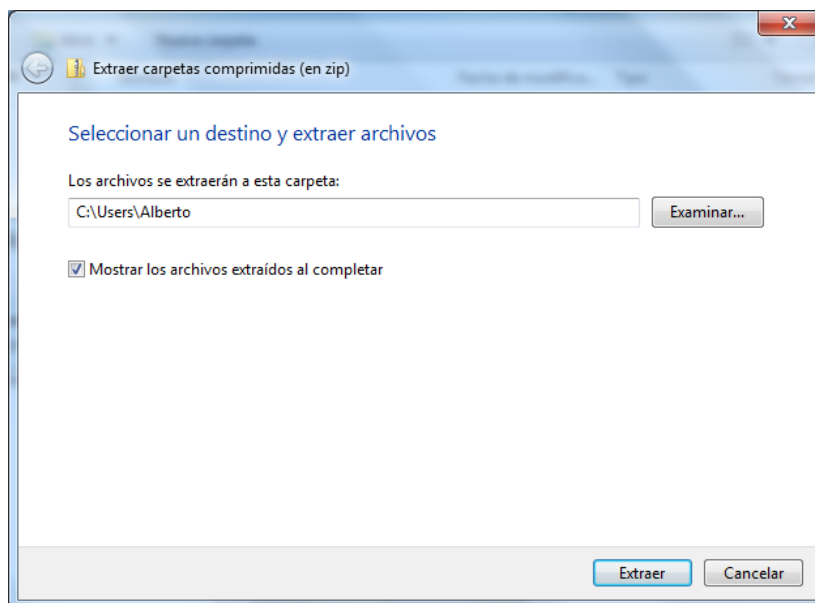 Extraer carpetas comprimidas (en zip)
Seleccionar un destino y extraer archivos
Los archivos se extraerán a esta carpeta:
C:\Users\Alberto
Examinar...
Mostrar los archivos extraídos al completar
Extraer
Cancelar